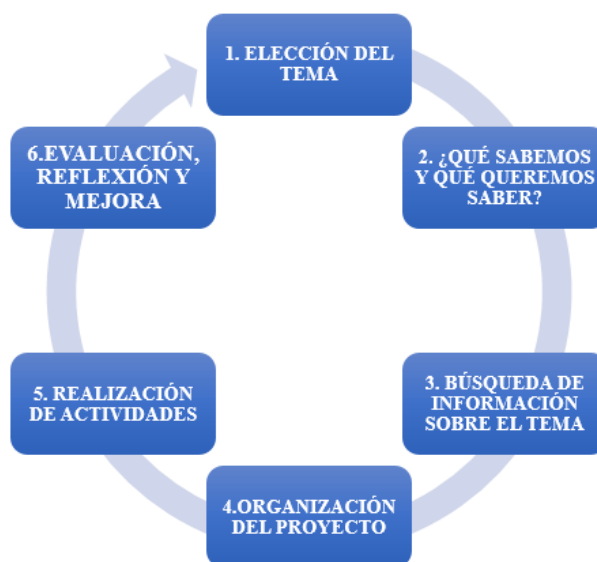 1. ELECCIÓN DEL
TEMA
2. ¿QUÉ SABEMOS
Y QUÉ QUEREMOS
SABER?
3. BÚSQUEDA DE
INFORMACIÓN
SOBRE EL TEMA
4.ORGANIZACIÓN
DEL PROYECTO
5. REALIZACIÓN
DE ACTIVIDADES
6.EVALUACIÓN,
REFLEXIÓN Y
MEJORA